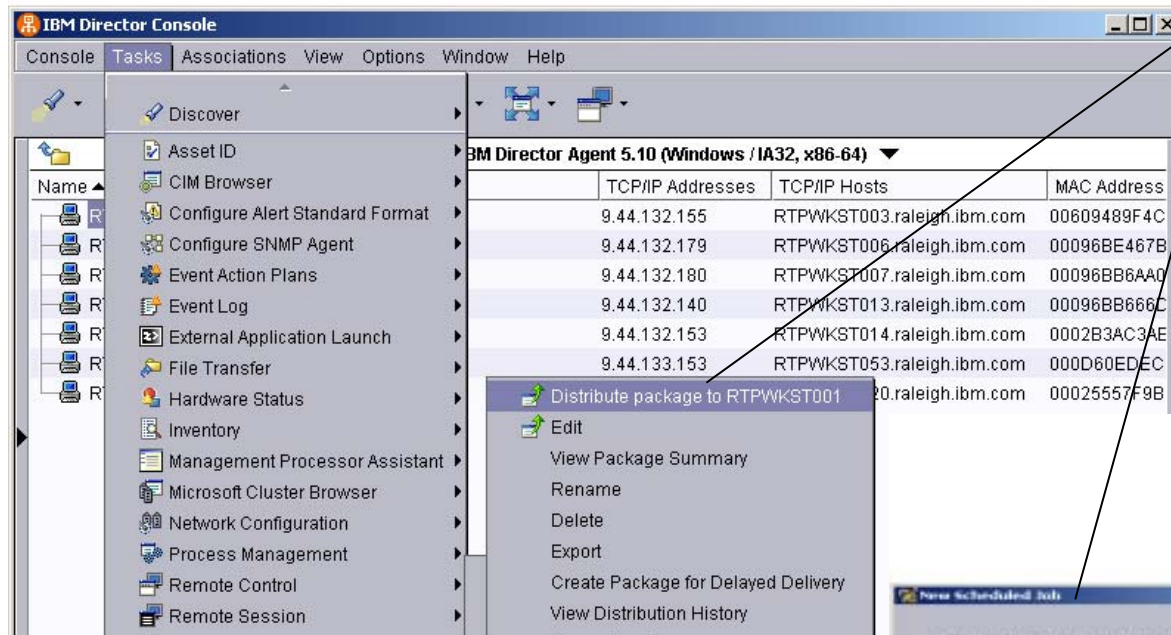 IBM Director Console
Console Tasks Associations View Options Window Help
Discover
Asset ID
BM Director Agent 5.10 (Windows / IA32, x86-64)
Name TCP/IP Addresses TCP/IP Hosts MAC Address
CIM Browser
R 9.44.132.155 RTPWKST003.raleigh.ibm.com 00609489F4C
Configure Alert Standard Format
R 9.44.132.179 RTPWKST006.raleigh.ibm.com 00096BE467B
Configure SNMP Agent
R 9.44.132.180 RTPWKST007.raleigh.ibm.com 00096BB6AA0
Event Action Plans
R 9.44.132.140 RTPWKST013.raleigh.ibm.com 00096BB666C
Event Log
R 9.44.132.153 RTPWKST014.raleigh.ibm.com 0002B3AC3AE
External Application Launch
R 9.44.133.153 RTPWKST053.raleigh.ibm.com 000D60EDEC
File Transfer
R 20.raleigh.ibm.com 00025557F9B
Hardware Status
Inventory
Management Processor Assistant
Microsoft Cluster Browser
Network Configuration
Process Management
Remote Control
Remote Session
Distribute package to RTPWKST001
Edit
View Package Summary
Rename
Delete
Export
Create Package for Delayed Delivery
View Distribution History
New Scheduled Job